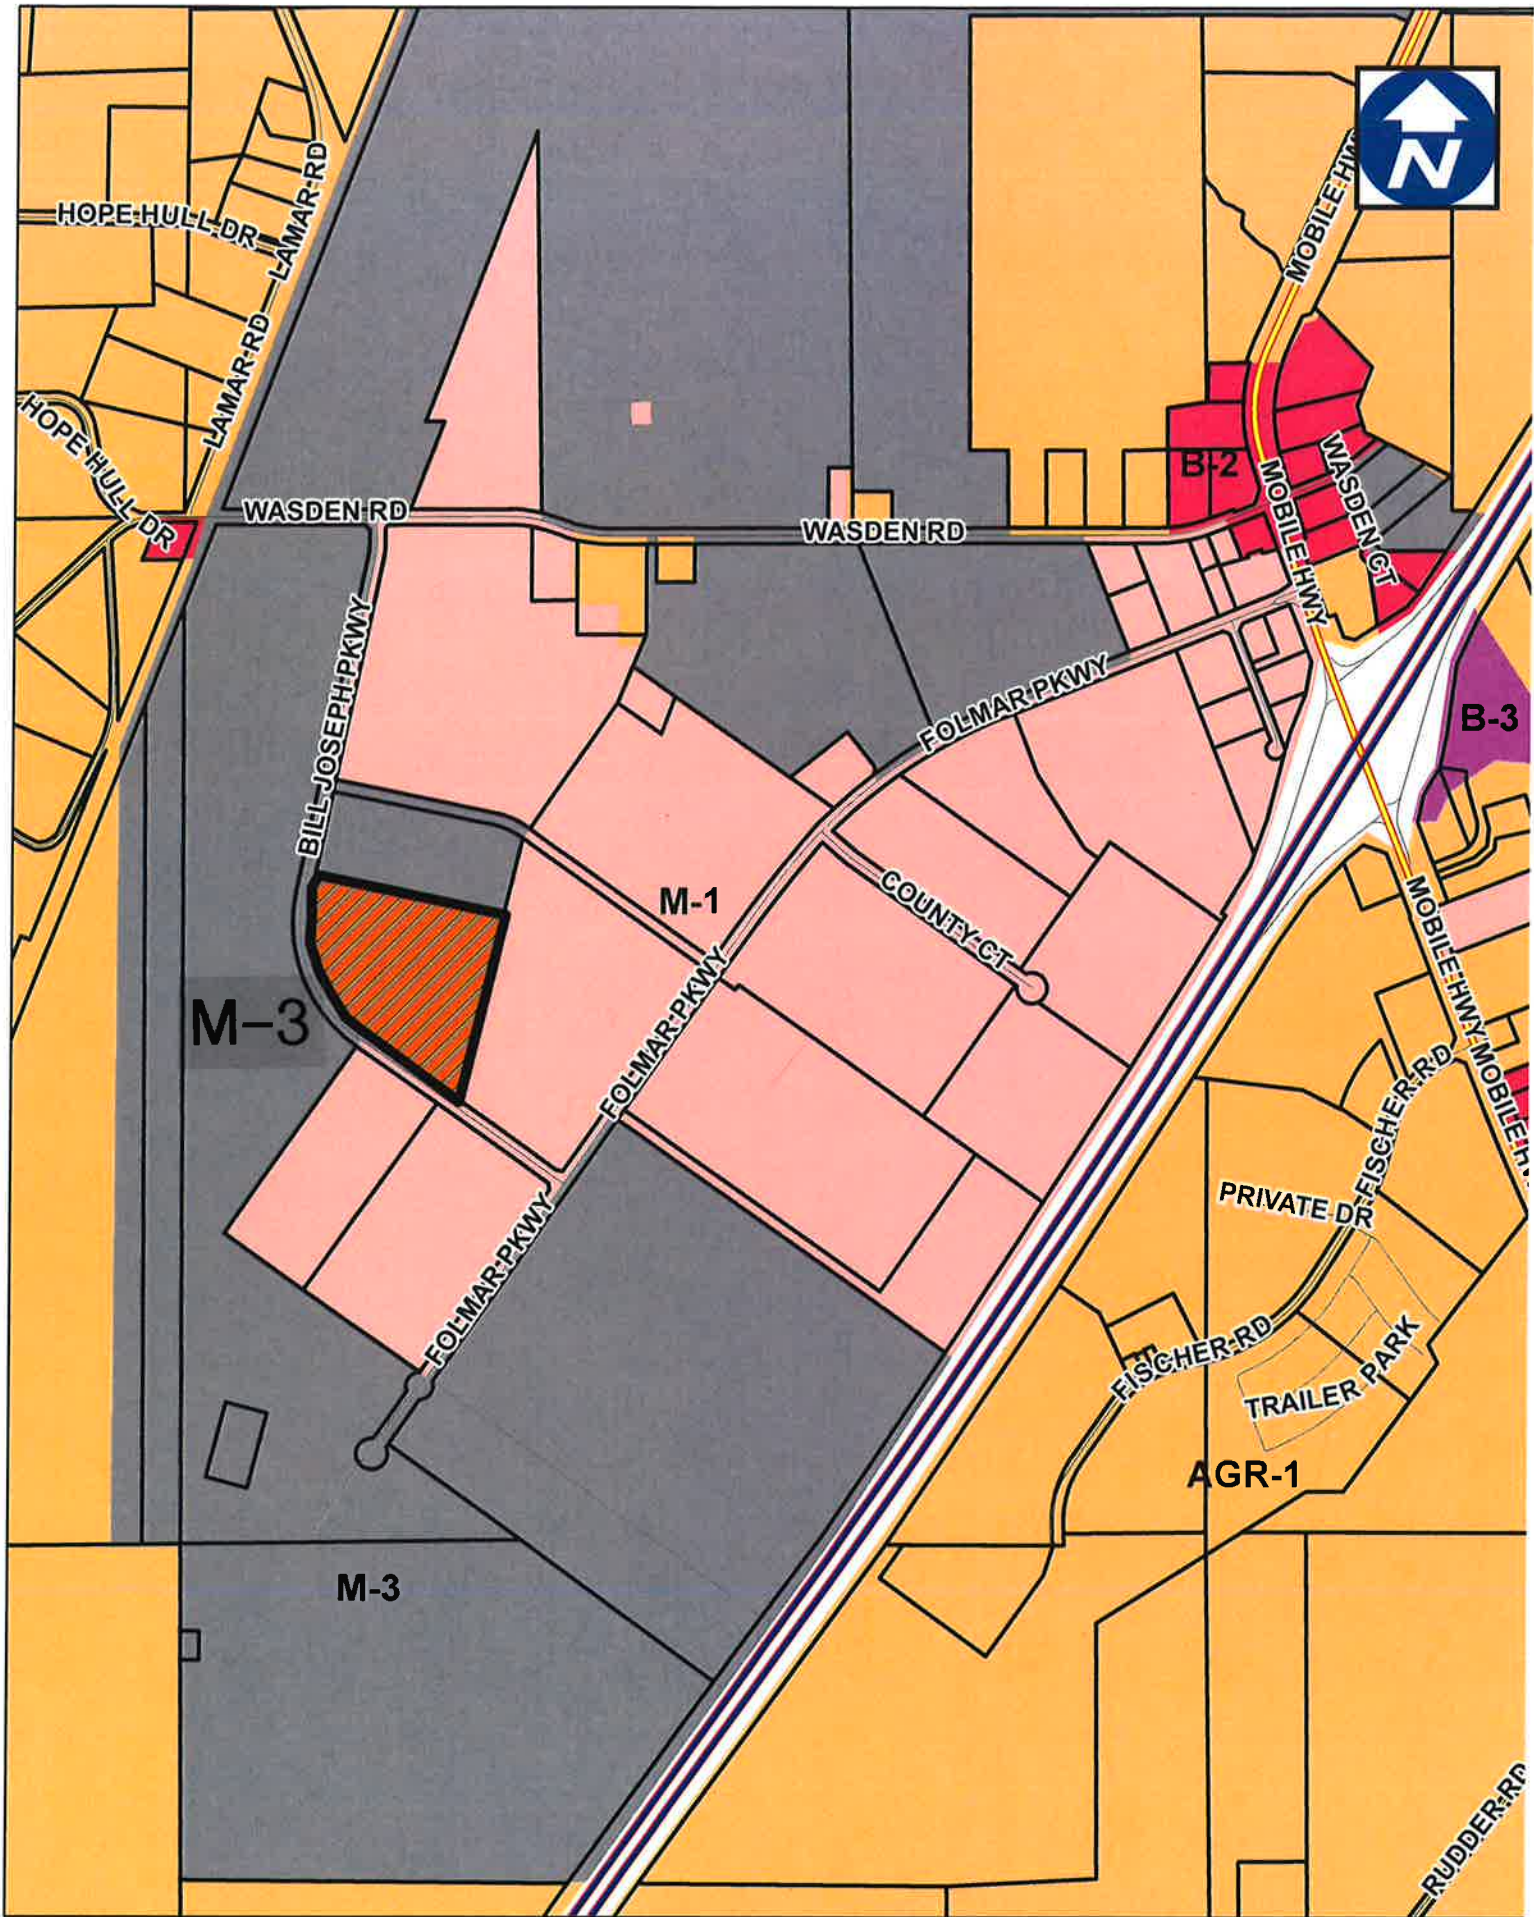 N
MOBILE HW
HOPE HULL DR
LAMAR RD
LAMAR RD
HOPE HULL DR
B-2
WASDEN CT
MOBILE HWY
WASDEN RD
WASDEN RD
BILL JOSEPH PKWY
FOLMAR PKWY
B-3
M-1
COUNTY CT
MOBILE HWY
M–3
FOLMAR PKWY
MOBILE H
FISCHER RD
PRIVATE DR
FOLMAR PKWY
FISCHER RD
TRAILER PARK
AGR-1
M-3
RUDDER RD